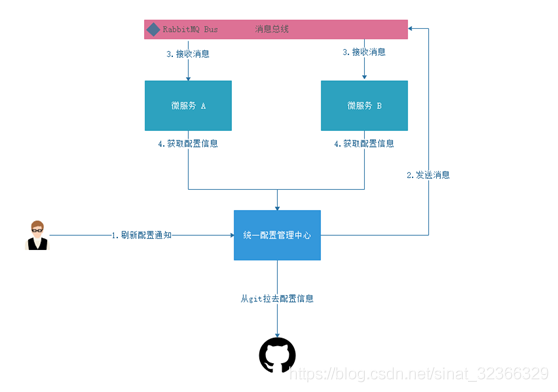 RabbitMQ Bus 消息总线
3.接收消息
3.接收消息
微服务 A
微服务 B
4.获取配置信息
4.获取配置信息
2.发送消息
1.刷新配置通知
统一配置管理中心
从git拉去配置信息
https://blog.csdn.net/sinat_32366329